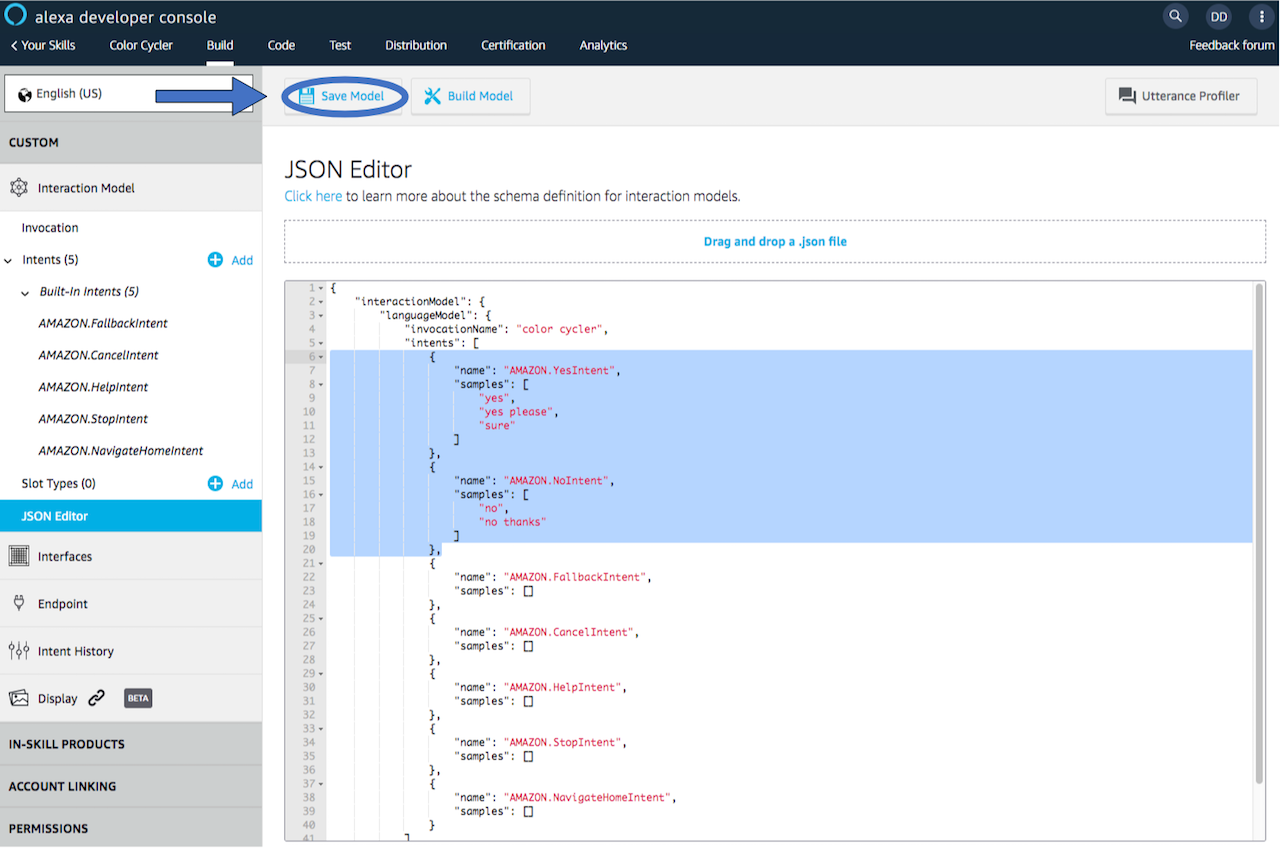 alexa developer console
DD
Your Skills Color Cycler Build Code Test Distribution Certification Analytics Feedback forum
English (US)
Save Model
Build Model
Utterance Profiler
CUSTOM
Interaction Model
Invocation
Intents (5) Add
Built-In Intents (5)
AMAZON.FallbackIntent
AMAZON.CancelIntent
AMAZON.HelpIntent
AMAZON.StopIntent
AMAZON.NavigateHomeIntent
Slot Types (0) Add
JSON Editor
Interfaces
Endpoint
Intent History
Display BETA
IN-SKILL PRODUCTS
ACCOUNT LINKING
PERMISSIONS
JSON Editor
Click here to learn more about the schema definition for interaction models.
Drag and drop a .json file
1 {
2 "interactionModel": {
3 "languageModel": {
4 "invocationName": "color cycler",
5 "intents": [
6 {
7 "name": "AMAZON.YesIntent",
8 "samples": [
9 "yes",
10 "yes please",
11 "sure"
12 ]
13 },
14 {
15 "name": "AMAZON.NoIntent",
16 "samples": [
17 "no",
18 "no thanks"
19 ]
20 },
21 {
22 "name": "AMAZON.FallbackIntent",
23 "samples": []
24 },
25 {
26 "name": "AMAZON.CancelIntent",
27 "samples": []
28 },
29 {
30 "name": "AMAZON.HelpIntent",
31 "samples": []
32 },
33 {
34 "name": "AMAZON.StopIntent",
35 "samples": []
36 },
37 {
38 "name": "AMAZON.NavigateHomeIntent",
39 "samples": []
40 }
41 ]